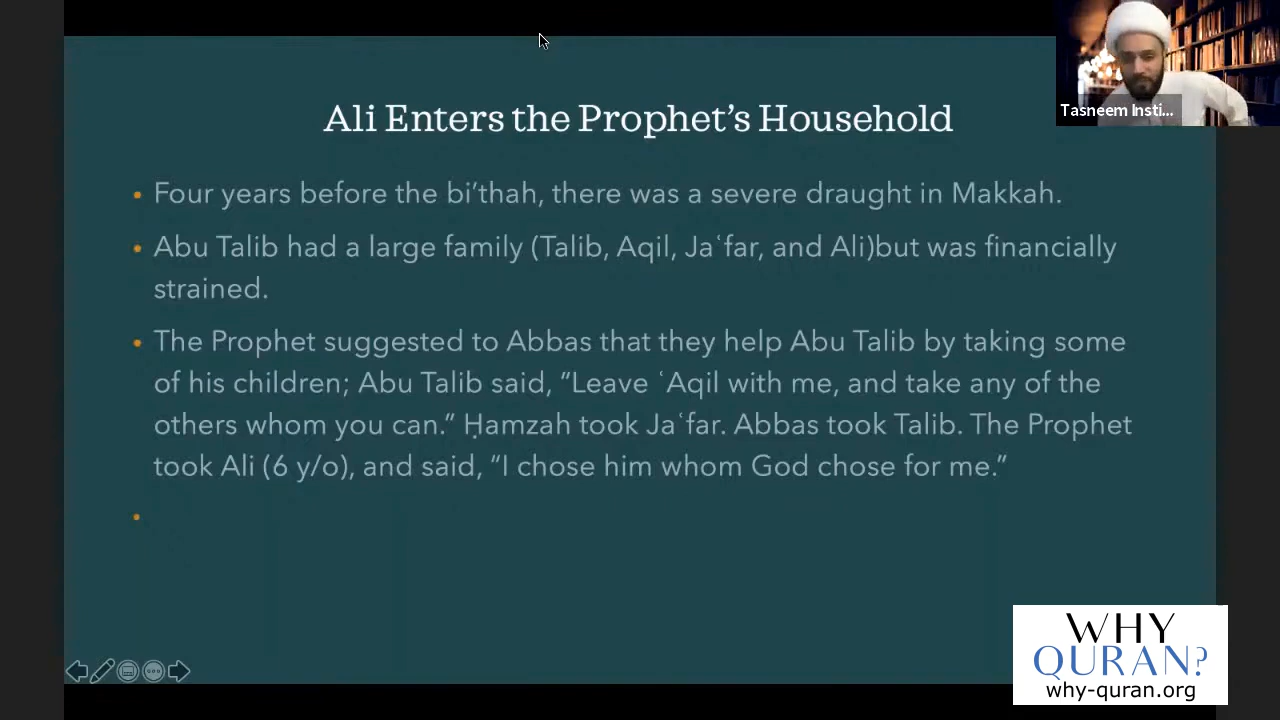 Tasneem Insti...
Ali Enters the Prophet’s Household
• Four years before the bi’thah, there was a severe draught in Makkah.
• Abu Talib had a large family (Talib, Aqil, Jaʿfar, and Ali)but was financially
strained.
• The Prophet suggested to Abbas that they help Abu Talib by taking some
of his children; Abu Talib said, “Leave ʿAqil with me, and take any of the
others whom you can.” Ḥamzah took Jaʿfar. Abbas took Talib. The Prophet
took Ali (6 y/o), and said, “I chose him whom God chose for me.”
•
WHY
QURAN?
why-quran.org